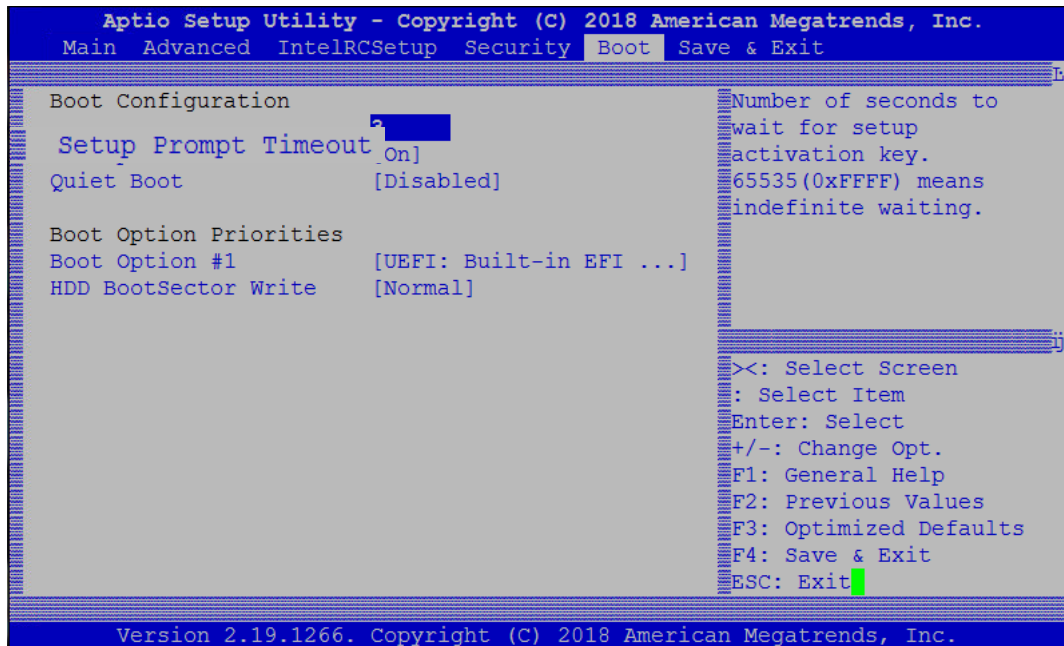 Aptio Setup Utility - Copyright (C) 2018 American Megatrends, Inc.
Main Advanced IntelRCSetup Security Boot Save & Exit
Boot Configuration
Setup Prompt Timeout
[On]
Quiet Boot [Disabled]
Boot Option Priorities
Boot Option #1 [UEFI: Built-in EFI ...]
HDD BootSector Write [Normal]
Number of seconds to
wait for setup
activation key.
65535(0xFFFF) means
indefinite waiting.
><: Select Screen
: Select Item
Enter: Select
+/-: Change Opt.
F1: General Help
F2: Previous Values
F3: Optimized Defaults
F4: Save & Exit
ESC: Exit
Version 2.19.1266. Copyright (C) 2018 American Megatrends, Inc.